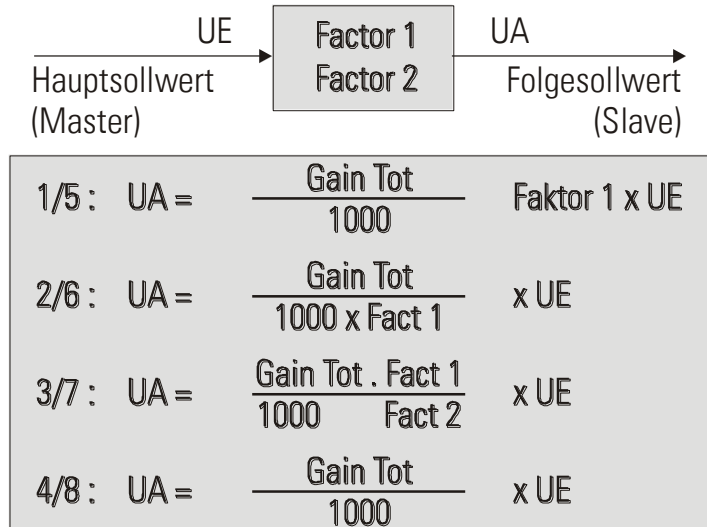 UE
Factor 1
UA
Hauptsollwert
Factor 2
Folgesollwert
(Master)
(Slave)
1/5 : UA = Gain Tot
1000
Faktor 1 x UE
2/6 : UA = Gain Tot
1000 x Fact 1
x UE
3/7 : UA = Gain Tot . Fact 1
1000 Fact 2
x UE
4/8 : UA = Gain Tot
1000
x UE